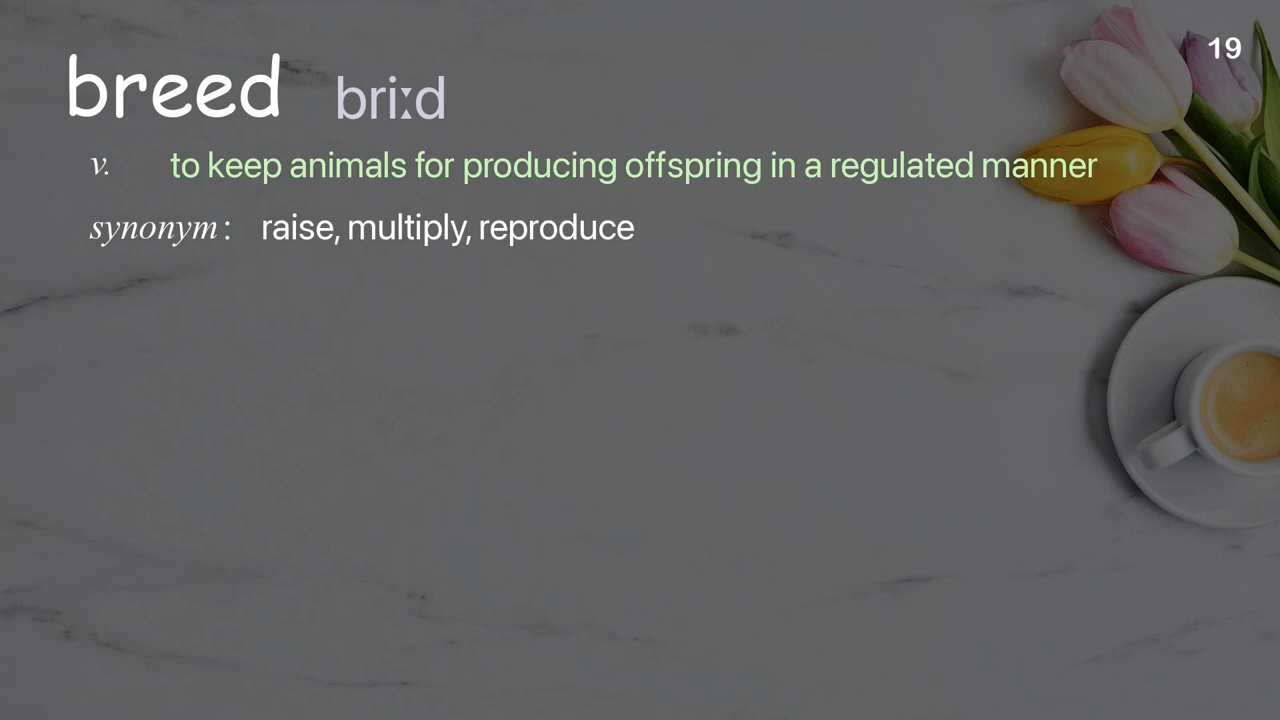 19
breed briːd
v. to keep animals for producing offspring in a regulated manner
synonym : raise, multiply, reproduce